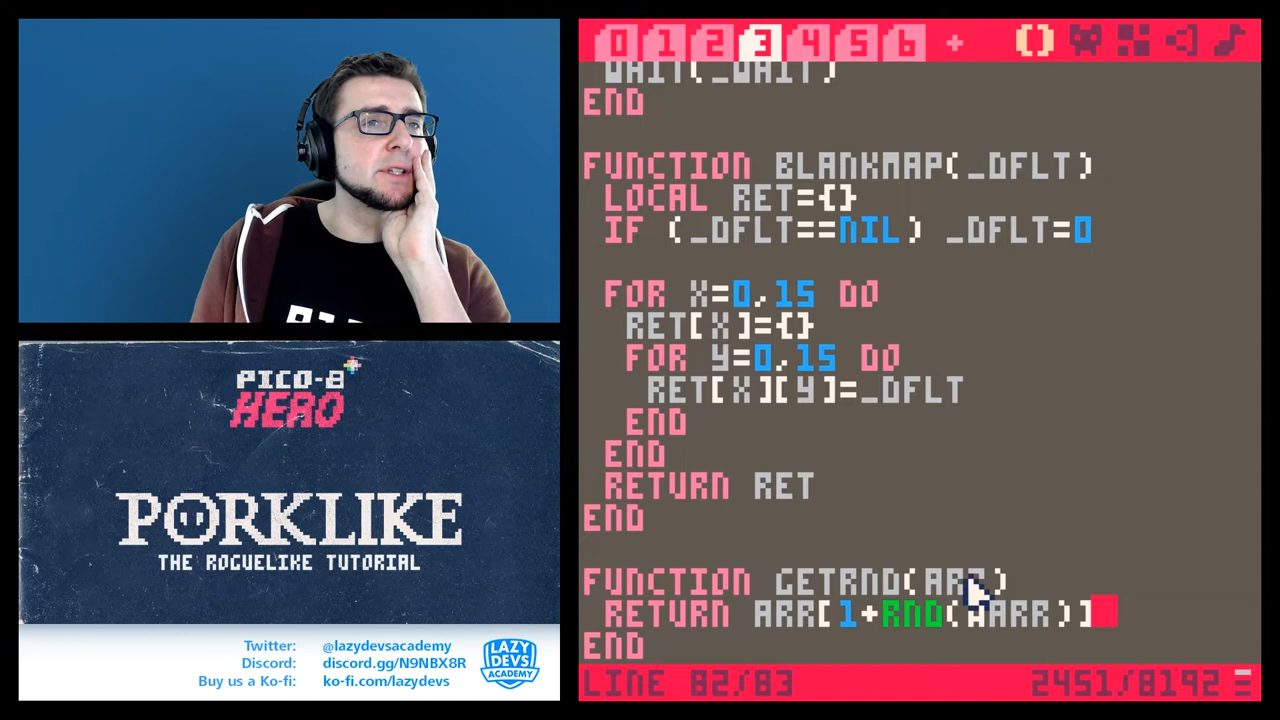 0 1 2 3 4 5 6 +
WAIT(_WAIT)
END
FUNCTION BLANKMAP(_DFLT)
LOCAL RET={}
IF (_DFLT==NIL) _DFLT=0
FOR X=0,15 DO
RET[X]={}
FOR Y=0,15 DO
RET[X][Y]=_DFLT
END
END
RETURN RET
END
FUNCTION GETRND(ARR)
RETURN ARR[1+RND(#ARR)]
END
LINE 82/83 2451/8192
PICO-8
HERO
PORKLIKE
THE ROGUELIKE TUTORIAL
Twitter: @lazydevsacademy
Discord: discord.gg/N9NBX8R
Buy us a Ko-fi: ko-fi.com/lazydevs
LAZY
DEVS
ACADEMY